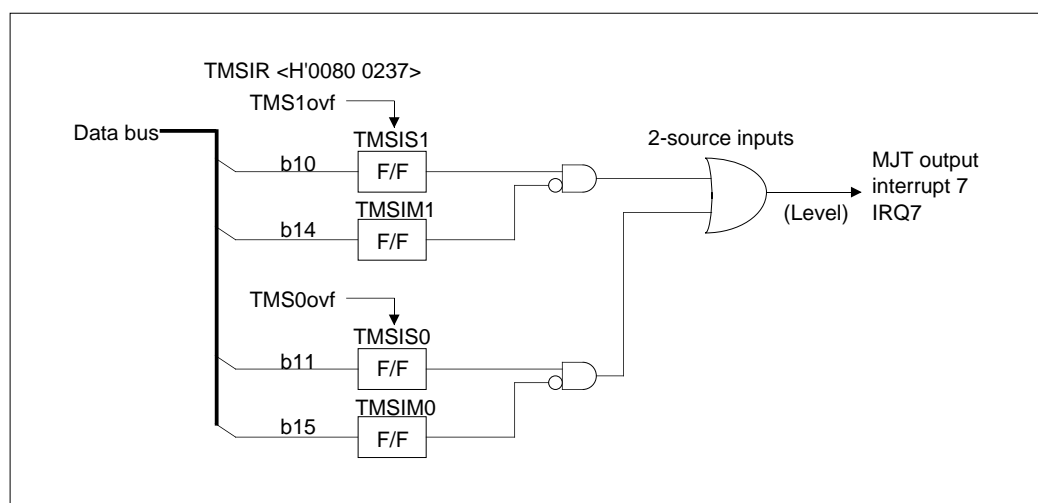 TMSIR <H'0080 0237>
TMS1ovf
Data bus
TMSIS1
b10
F/F
2-source inputs
MJT output
interrupt 7
IRQ7
(Level)
TMSIM1
b14
F/F
TMS0ovf
TMSIS0
b11
F/F
TMSIM0
b15
F/F